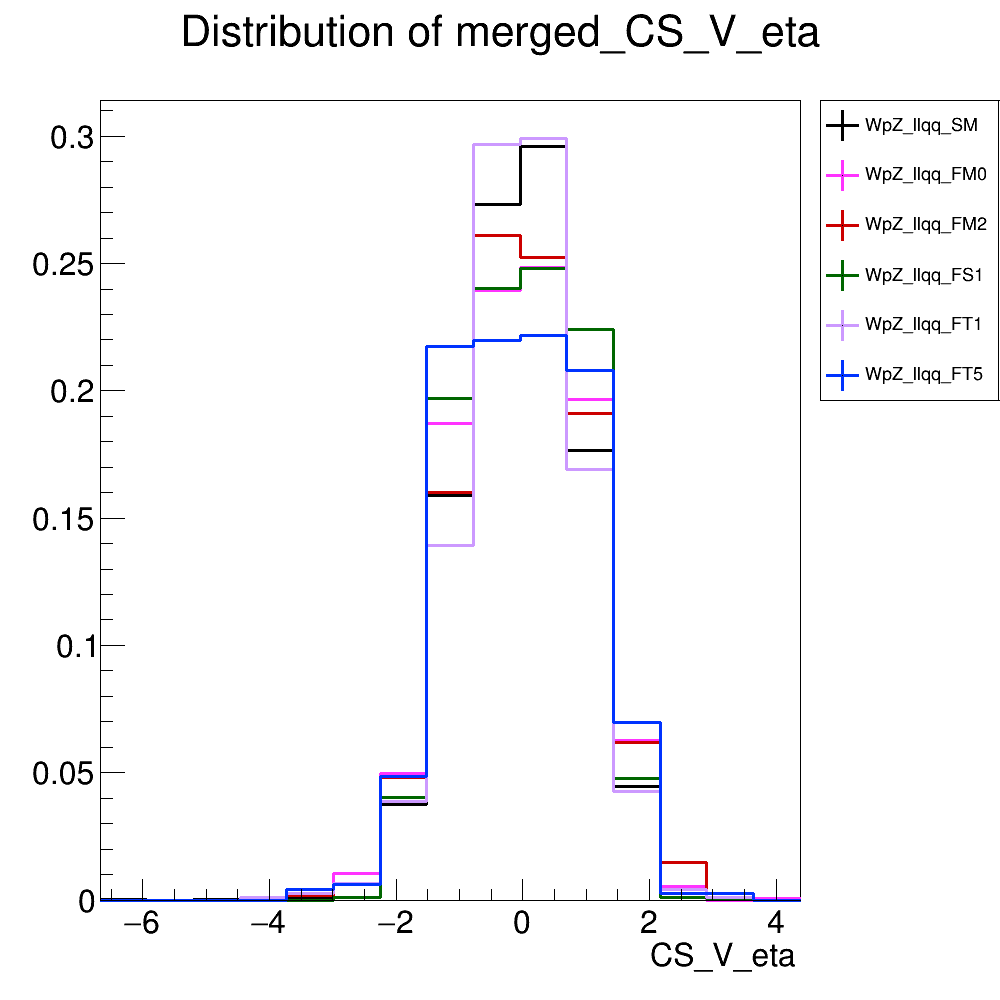 Distribution of merged_CS_V_eta
0.3
0.25
0.2
0.15
0.1
0.05
0
−6
−4
−2
0
2
4
CS_V_eta
WpZ_llqq_SM
WpZ_llqq_FM0
WpZ_llqq_FM2
WpZ_llqq_FS1
WpZ_llqq_FT1
WpZ_llqq_FT5